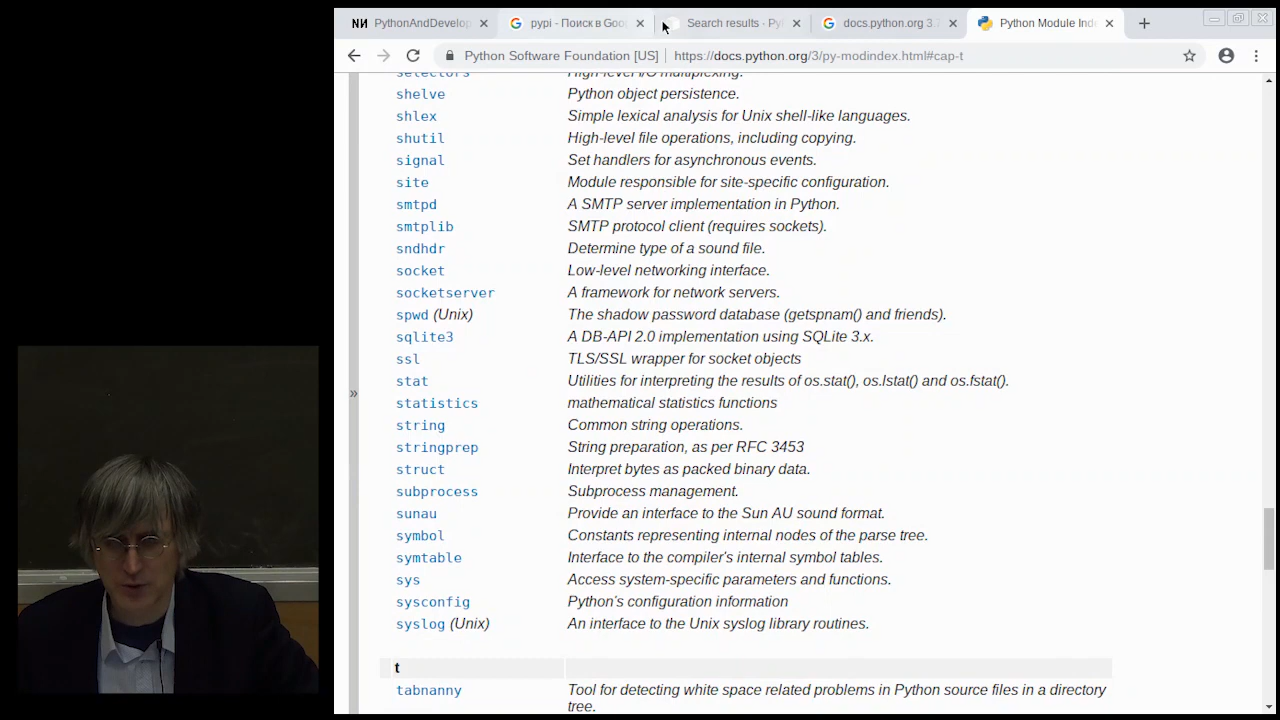 PythonAndDevelop
pypi - Поиск в Goo
Search results · Py
docs.python.org 3.7
Python Module Inde
Python Software Foundation [US]
https://docs.python.org/3/py-modindex.html#cap-t
selectors High-level I/O multiplexing.
shelve Python object persistence.
shlex Simple lexical analysis for Unix shell-like languages.
shutil High-level file operations, including copying.
signal Set handlers for asynchronous events.
site Module responsible for site-specific configuration.
smtpd A SMTP server implementation in Python.
smtplib SMTP protocol client (requires sockets).
sndhdr Determine type of a sound file.
socket Low-level networking interface.
socketserver A framework for network servers.
spwd (Unix) The shadow password database (getspnam() and friends).
sqlite3 A DB-API 2.0 implementation using SQLite 3.x.
ssl TLS/SSL wrapper for socket objects
stat Utilities for interpreting the results of os.stat(), os.lstat() and os.fstat().
statistics mathematical statistics functions
string Common string operations.
stringprep String preparation, as per RFC 3453
struct Interpret bytes as packed binary data.
subprocess Subprocess management.
sunau Provide an interface to the Sun AU sound format.
symbol Constants representing internal nodes of the parse tree.
symtable Interface to the compiler's internal symbol tables.
sys Access system-specific parameters and functions.
sysconfig Python's configuration information
syslog (Unix) An interface to the Unix syslog library routines.
t
tabnanny Tool for detecting white space related problems in Python source files in a directory
tree.